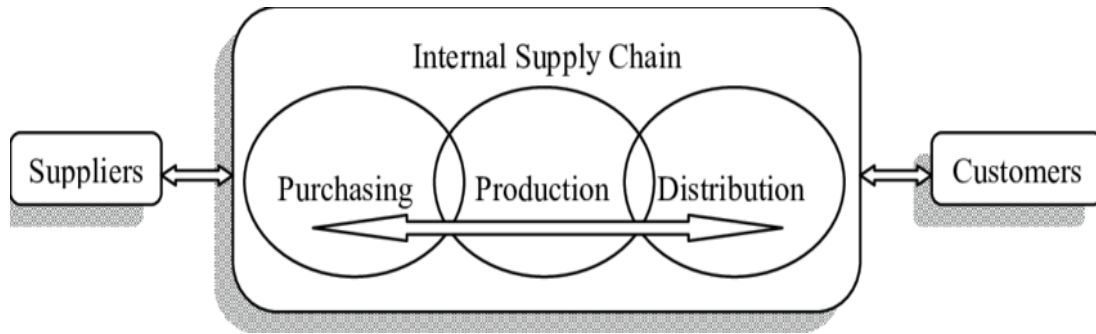 Internal Supply Chain
Suppliers
Purchasing
Production
Distribution
Customers